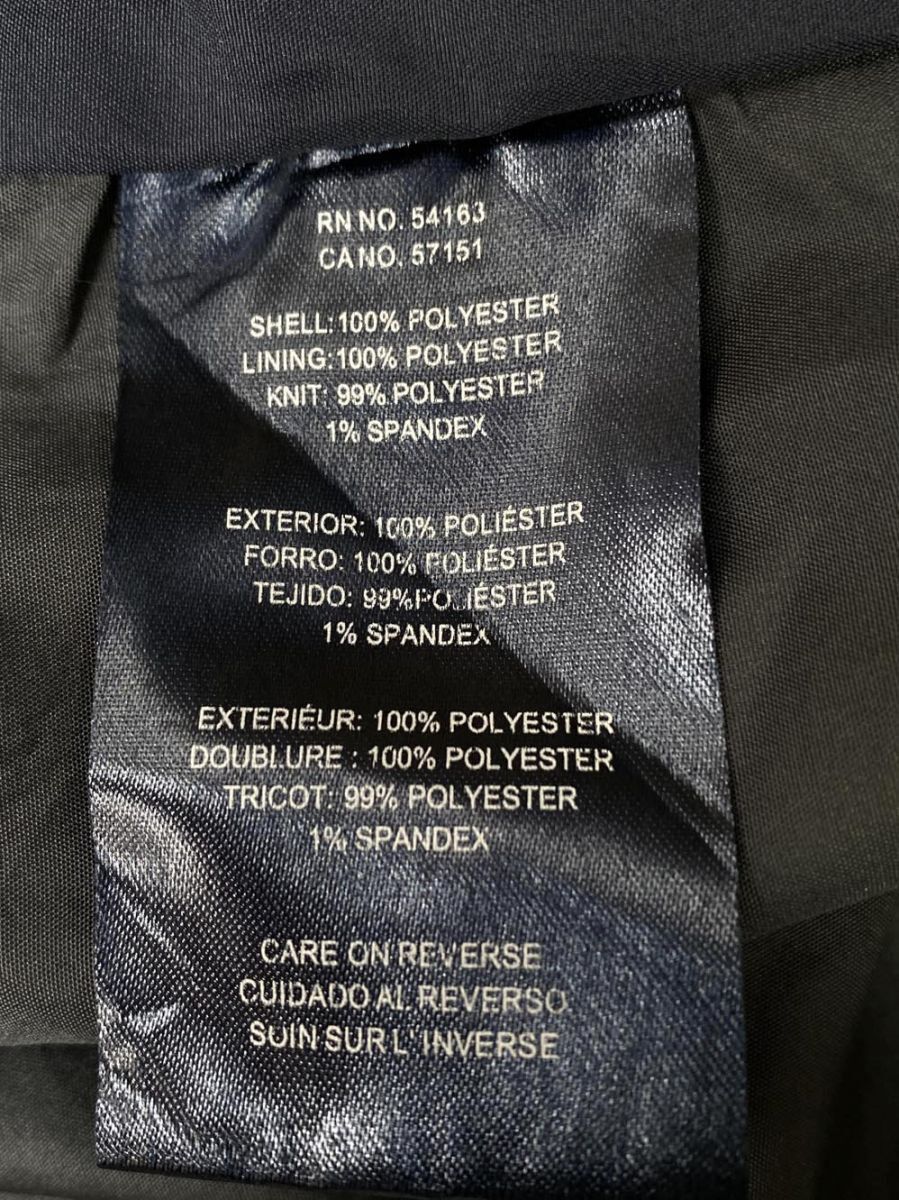 RN NO. 54163
CA NO. 57151
SHELL: 100% POLYESTER
LINING: 100% POLYESTER
KNIT: 99% POLYESTER
1% SPANDEX
EXTERIOR: 100% POLIÉSTER
FORRO: 100% POLIÉSTER
TEJIDO: 99% POLIÉSTER
1% SPANDEX
EXTERIÉUR: 100% POLYESTER
DOUBLURE : 100% POLYESTER
TRICOT: 99% POLYESTER
1% SPANDEX
CARE ON REVERSE
CUIDADO AL REVERSO
SUIN SUR L'INVERSE